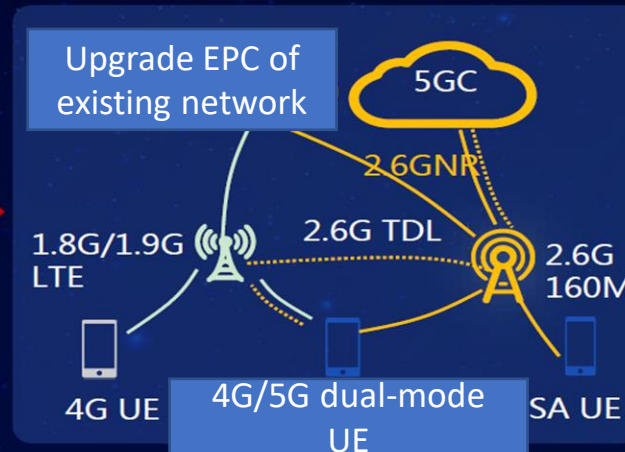 Upgrade EPC of
existing network
5GC
2.6GNR
2.6G TDL
1.8G/1.9G
LTE
2.6G
160M
4G UE
4G/5G dual-mode
UE
SA UE